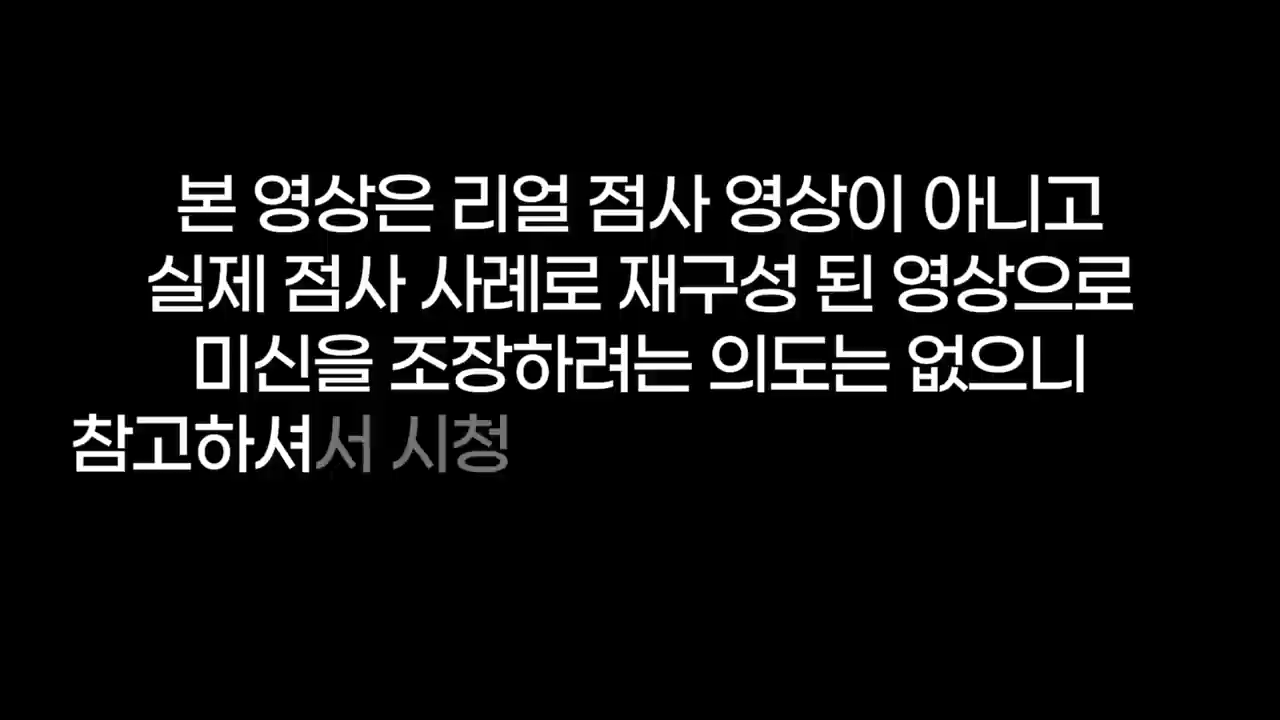 본 영상은 리얼 점사 영상이 아니고
실제 점사 사례로 재구성 된 영상으로
미신을 조장하려는 의도는 없으니
참고하셔서 시청